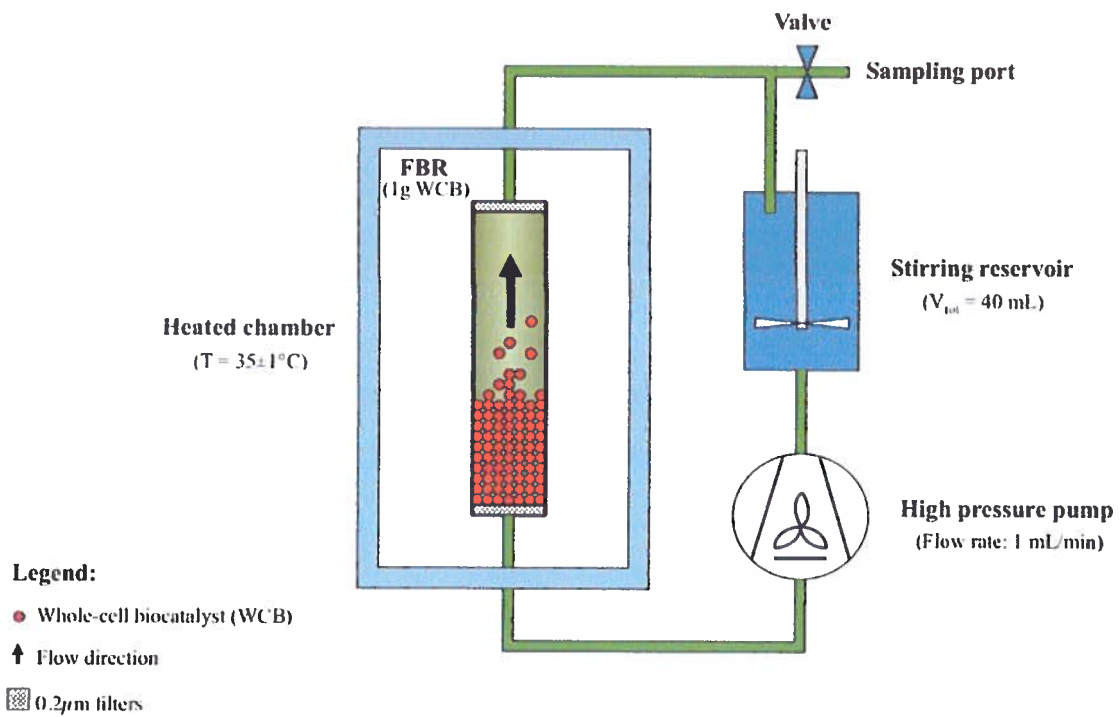 Valve
Sampling port
FBR
(1g WCB)
Stirring reservoir
(Vtot = 40 mL)
Heated chamber
(T = 35±1°C)
High pressure pump
(Flow rate: 1 mL/min)
Legend:
Whole-cell biocatalyst (WCB)
Flow direction
0.2μm filters